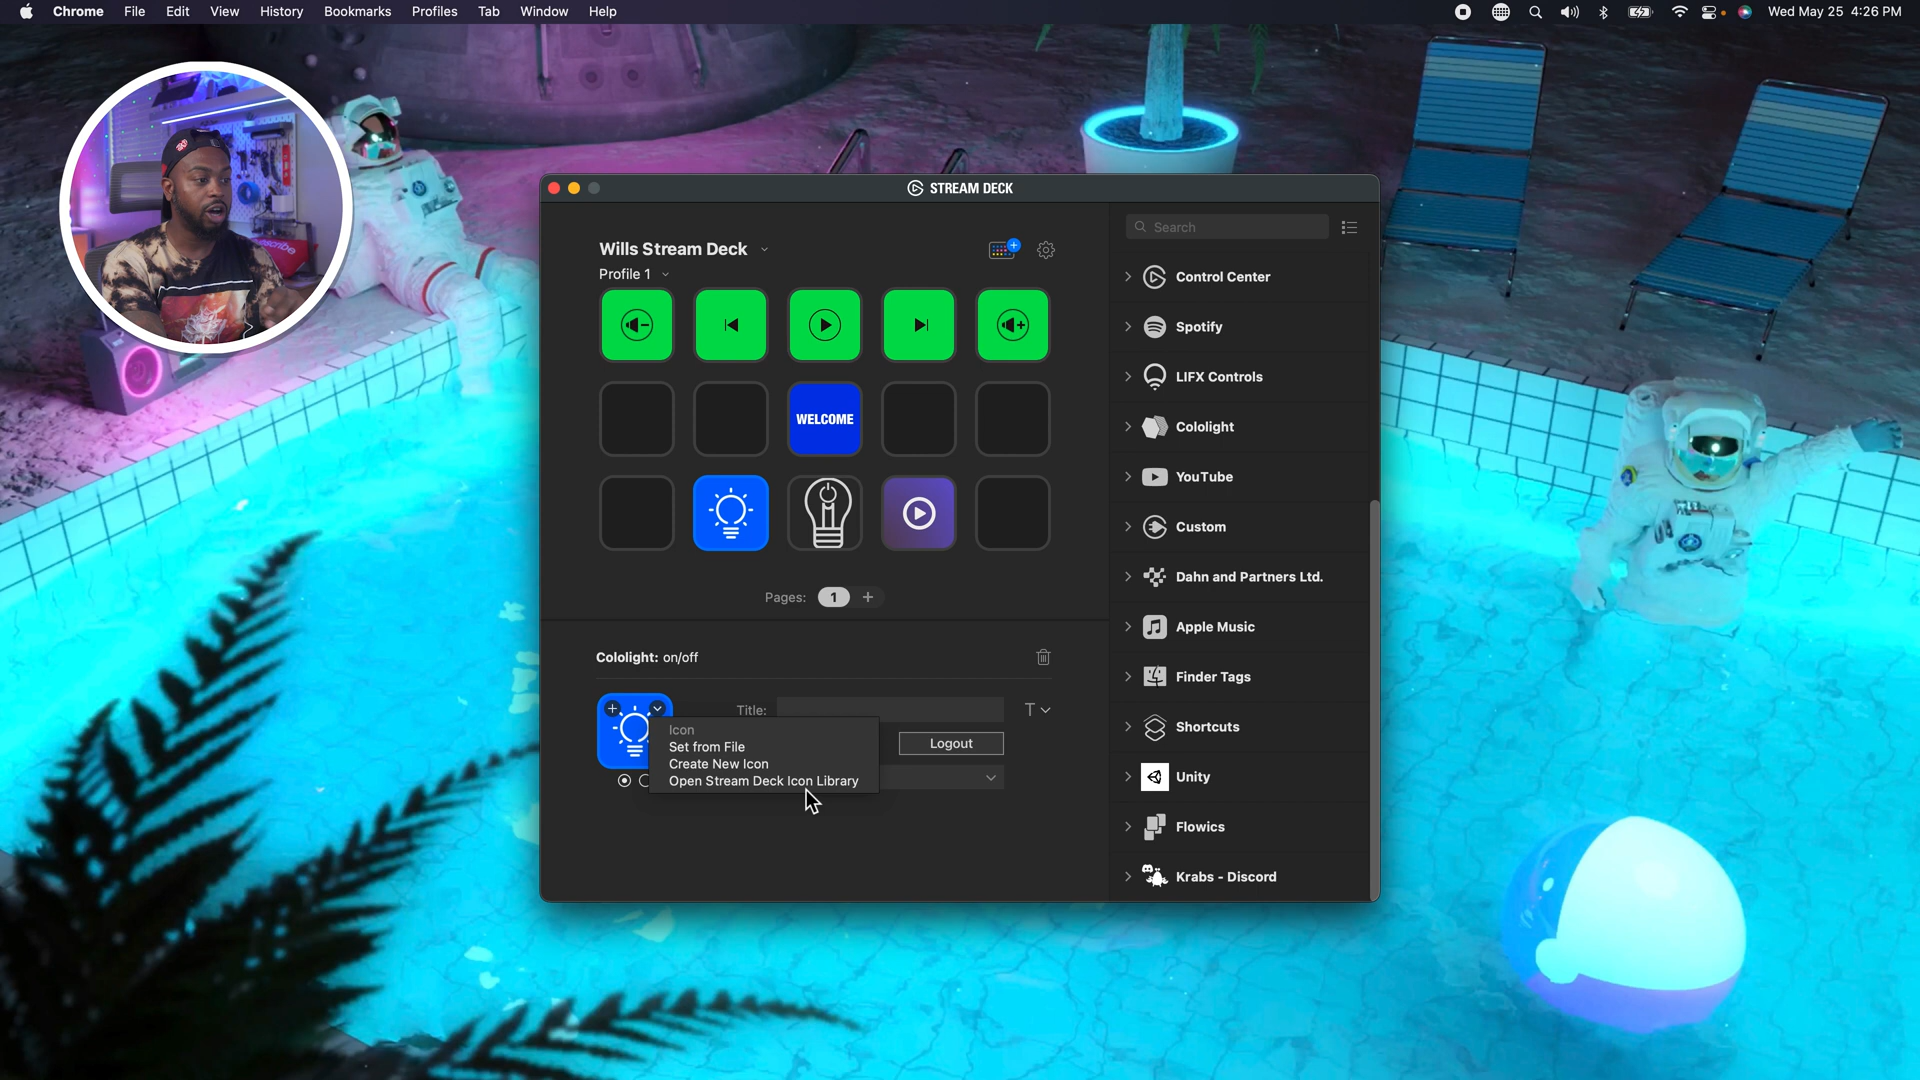 Chrome File Edit View History Bookmarks Profiles Tab Window Help Wed May 25 4:26 PM
STREAM DECK
Wills Stream Deck
Profile 1
WELCOME
Pages: 1 +
Cololight: on/off
Title:
T
Icon
Set from File
Create New Icon
Open Stream Deck Icon Library
Logout
Search
Control Center
Spotify
LIFX Controls
Cololight
YouTube
Custom
Dahn and Partners Ltd.
Apple Music
Finder Tags
Shortcuts
Unity
Flowics
Krabs - Discord